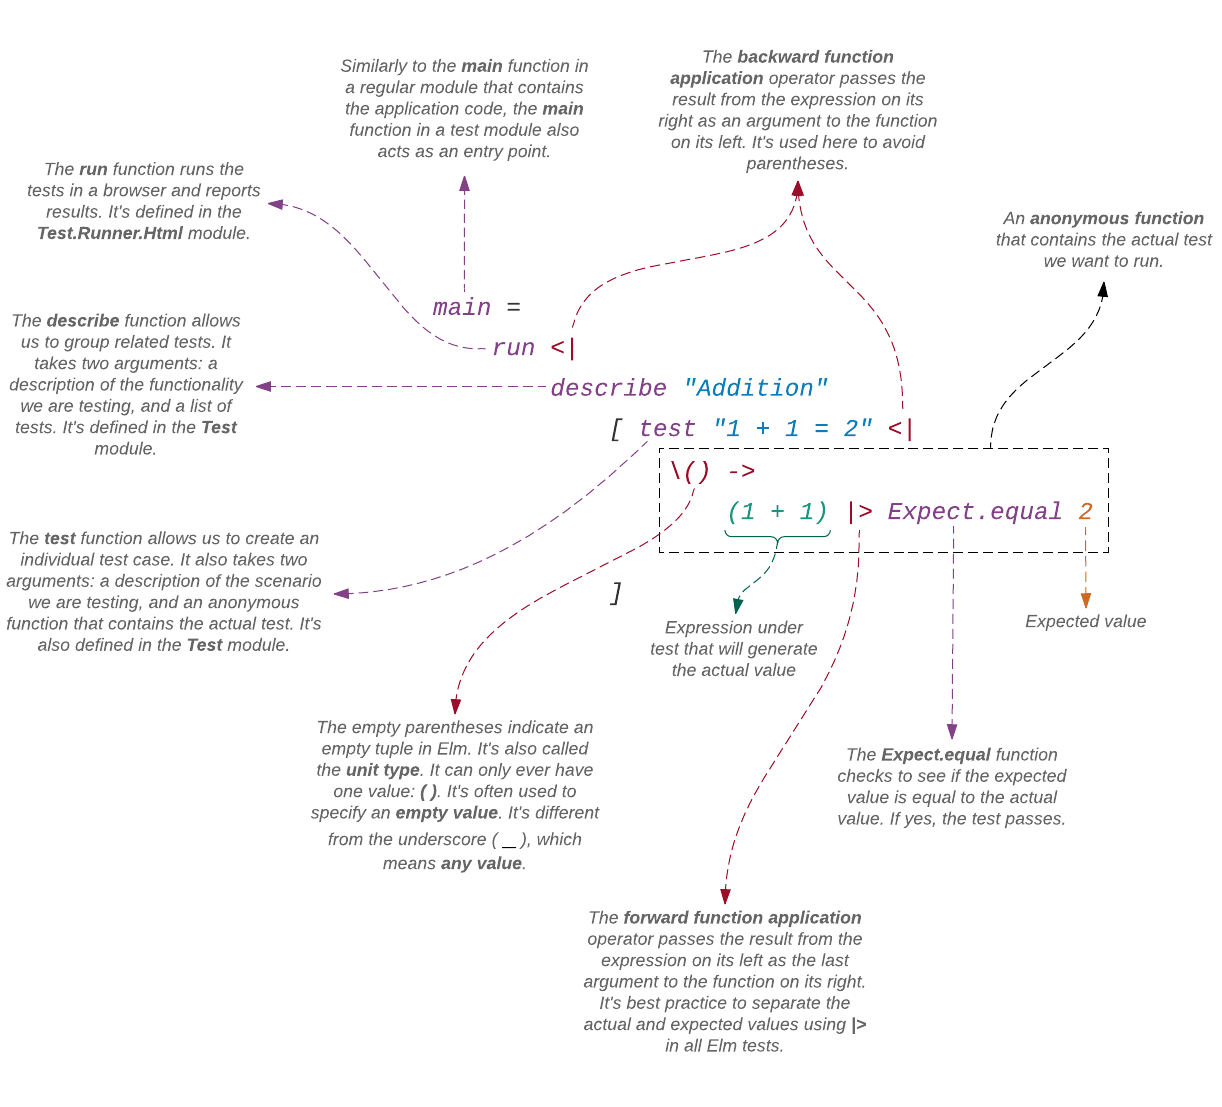 Similarly to the main function in
a regular module that contains
the application code, the main
function in a test module also
acts as an entry point.
The backward function
application operator passes the
result from the expression on its
right as an argument to the function
on its left. It's used here to avoid
parentheses.
The run function runs the
tests in a browser and reports
results. It's defined in the
Test.Runner.Html module.
An anonymous function
that contains the actual test
we want to run.
main =
run <|
describe "Addition"
[ test "1 + 1 = 2" <|
\() ->
(1 + 1) |> Expect.equal 2
]
The describe function allows
us to group related tests. It
takes two arguments: a
description of the functionality
we are testing, and a list of
tests. It's defined in the Test
module.
The test function allows us to create an
individual test case. It also takes two
arguments: a description of the scenario
we are testing, and an anonymous
function that contains the actual test. It's
also defined in the Test module.
Expression under
test that will generate
the actual value
Expected value
The empty parentheses indicate an
empty tuple in Elm. It's also called
the unit type. It can only ever have
one value: ( ). It's often used to
specify an empty value. It's different
from the underscore ( _ ), which
means any value.
The Expect.equal function
checks to see if the expected
value is equal to the actual
value. If yes, the test passes.
The forward function application
operator passes the result from the
expression on its left as the last
argument to the function on its right.
It's best practice to separate the
actual and expected values using |>
in all Elm tests.